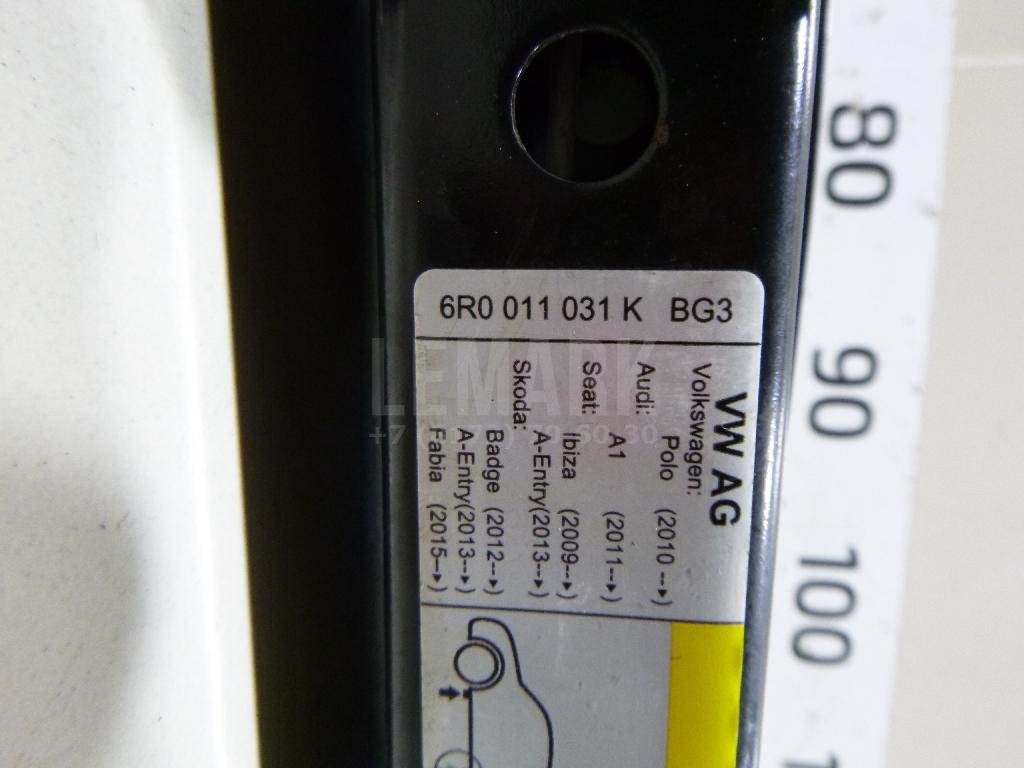 6R0 011 031 K BG3
VW AG
Volkswagen: Polo (2010 --►)
Audi: A1 (2011--►)
Seat: Ibiza (2009--►)
A-Entry(2013--►)
Skoda: Badge (2012--►)
A-Entry(2013--►)
Fabia (2015--►)
80
90
100
LEMARK